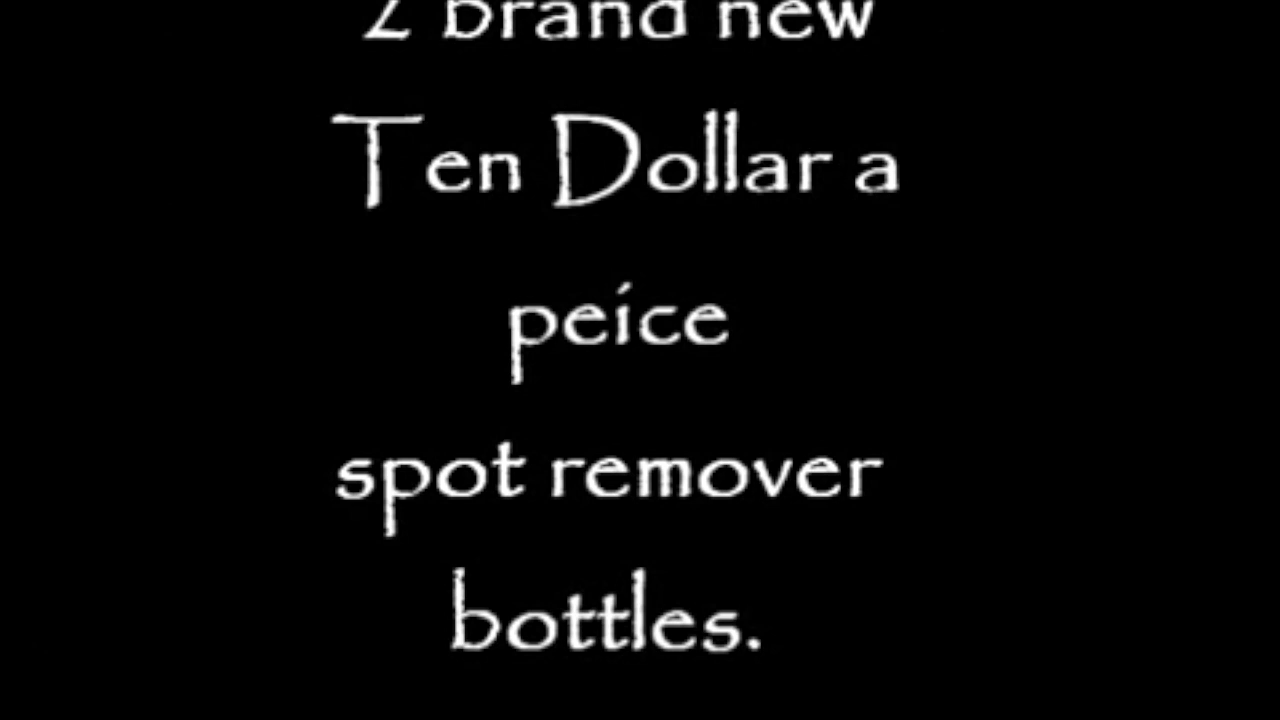 2 brand new
Ten Dollar a
peice
spot remover
bottles.